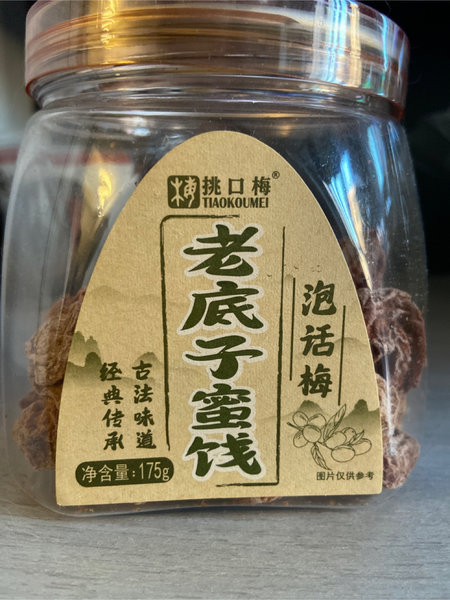 挑口梅®
TIAOKOUMEI
老底子蜜饯
泡话梅
古法味道
经典传承
净含量:175g
图片仅供参考